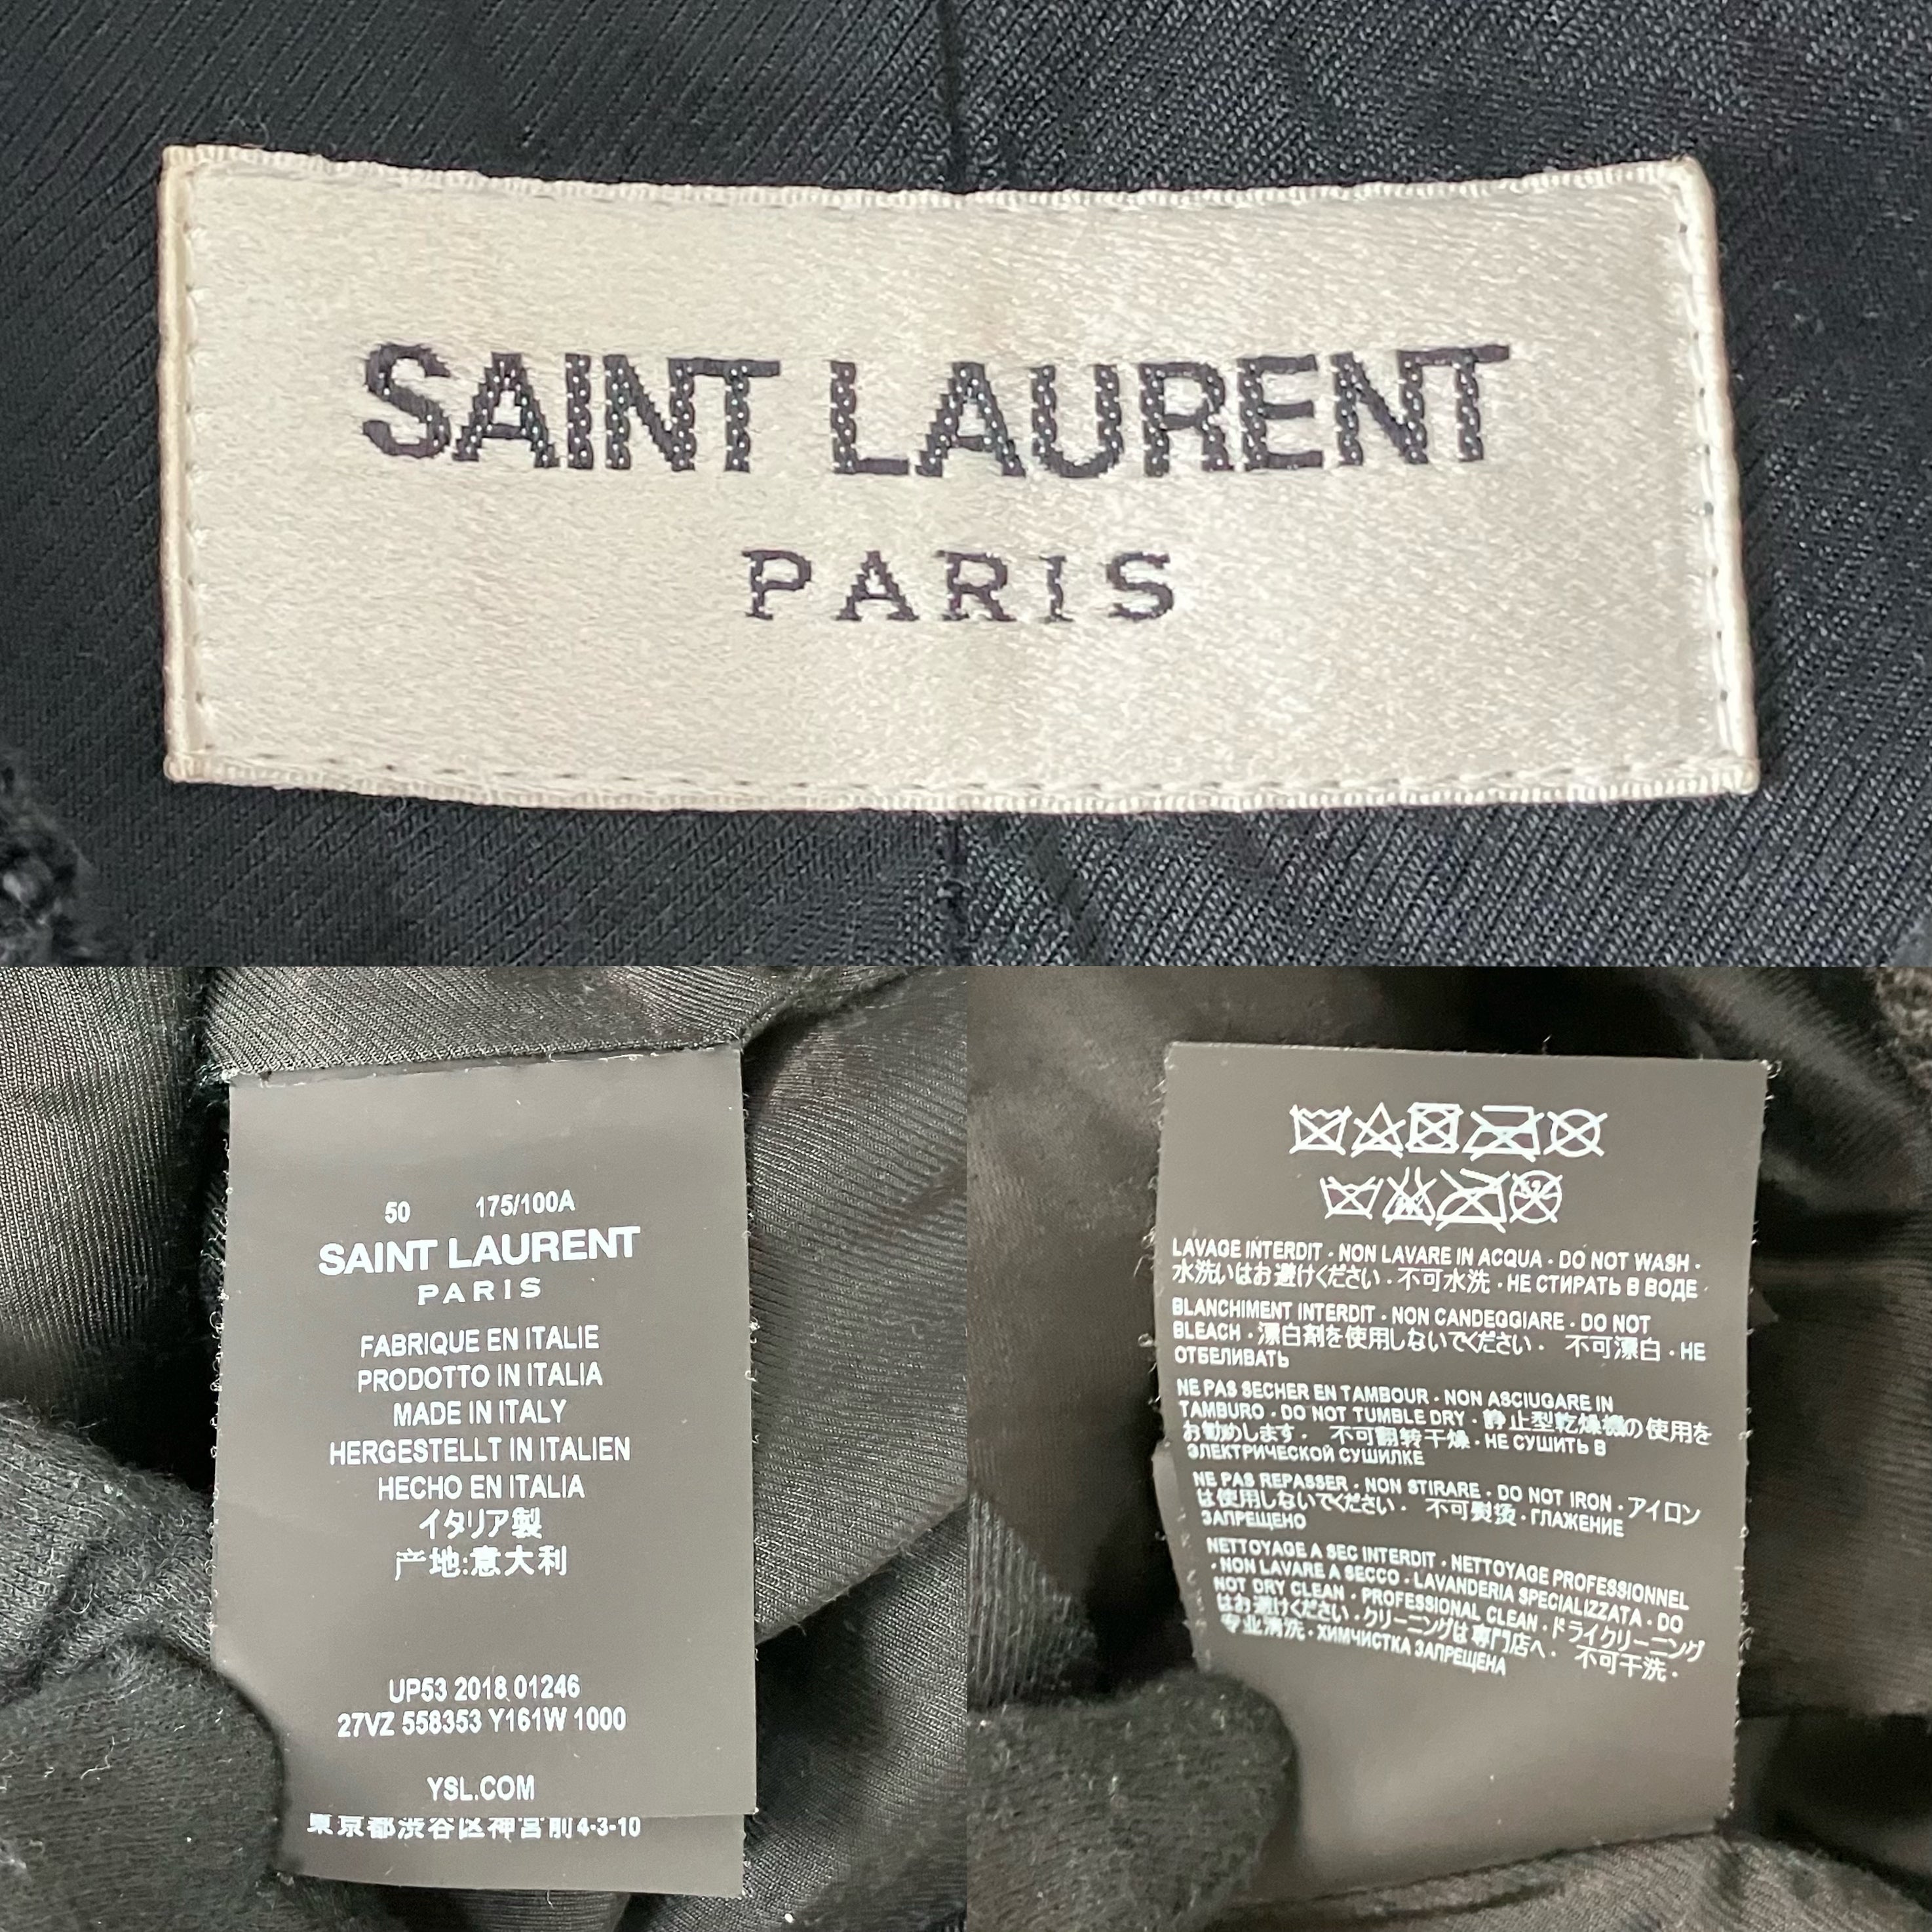 SAINT LAURENT
PARIS
50 175/100A
SAINT LAURENT
PARIS
FABRIQUE EN ITALIE
PRODOTTO IN ITALIA
MADE IN ITALY
HERGESTELLT IN ITALIEN
HECHO EN ITALIA
イタリア製
产地:意大利
UP53 2018 01246
27VZ 558353 Y161W 1000
YSL.COM
東京都渋谷区神宮前4-3-10
LAVAGE INTERDIT - NON LAVARE IN ACQUA - DO NOT WASH -
水洗いはお避けください - 不可水洗 - НЕ СТИРАТЬ В ВОДЕ
BLANCHIMENT INTERDIT - NON CANDEGGIARE - DO NOT
BLEACH - 漂白剤を使用しないでください - 不可漂白 - НЕ
ОТБЕЛИВАТЬ
NE PAS SECHER EN TAMBOUR - NON ASCIUGARE IN
TAMBURO - DO NOT TUMBLE DRY - 静止型乾燥機の使用を
お勧めします - 不可翻转干燥 - НЕ СУШИТЬ В
ЭЛЕКТРИЧЕСКОЙ СУШИЛКЕ
NE PAS REPASSER - NON STIRARE - DO NOT IRON - アイロン
は使用しないでください - 不可熨烫 - ГЛАЖЕНИЕ
ЗАПРЕЩЕНО
NETTOYAGE A SEC INTERDIT - NETTOYAGE PROFESSIONNEL
- NON LAVARE A SECCO - LAVANDERIA SPECIALIZZATA - DO
NOT DRY CLEAN - PROFESSIONAL CLEAN - ドライクリーニング
はお避けください - クリーニングは専門店へ - 不可干洗 -
专业清洗 - ХИМЧИСТКА ЗАПРЕЩЕНА